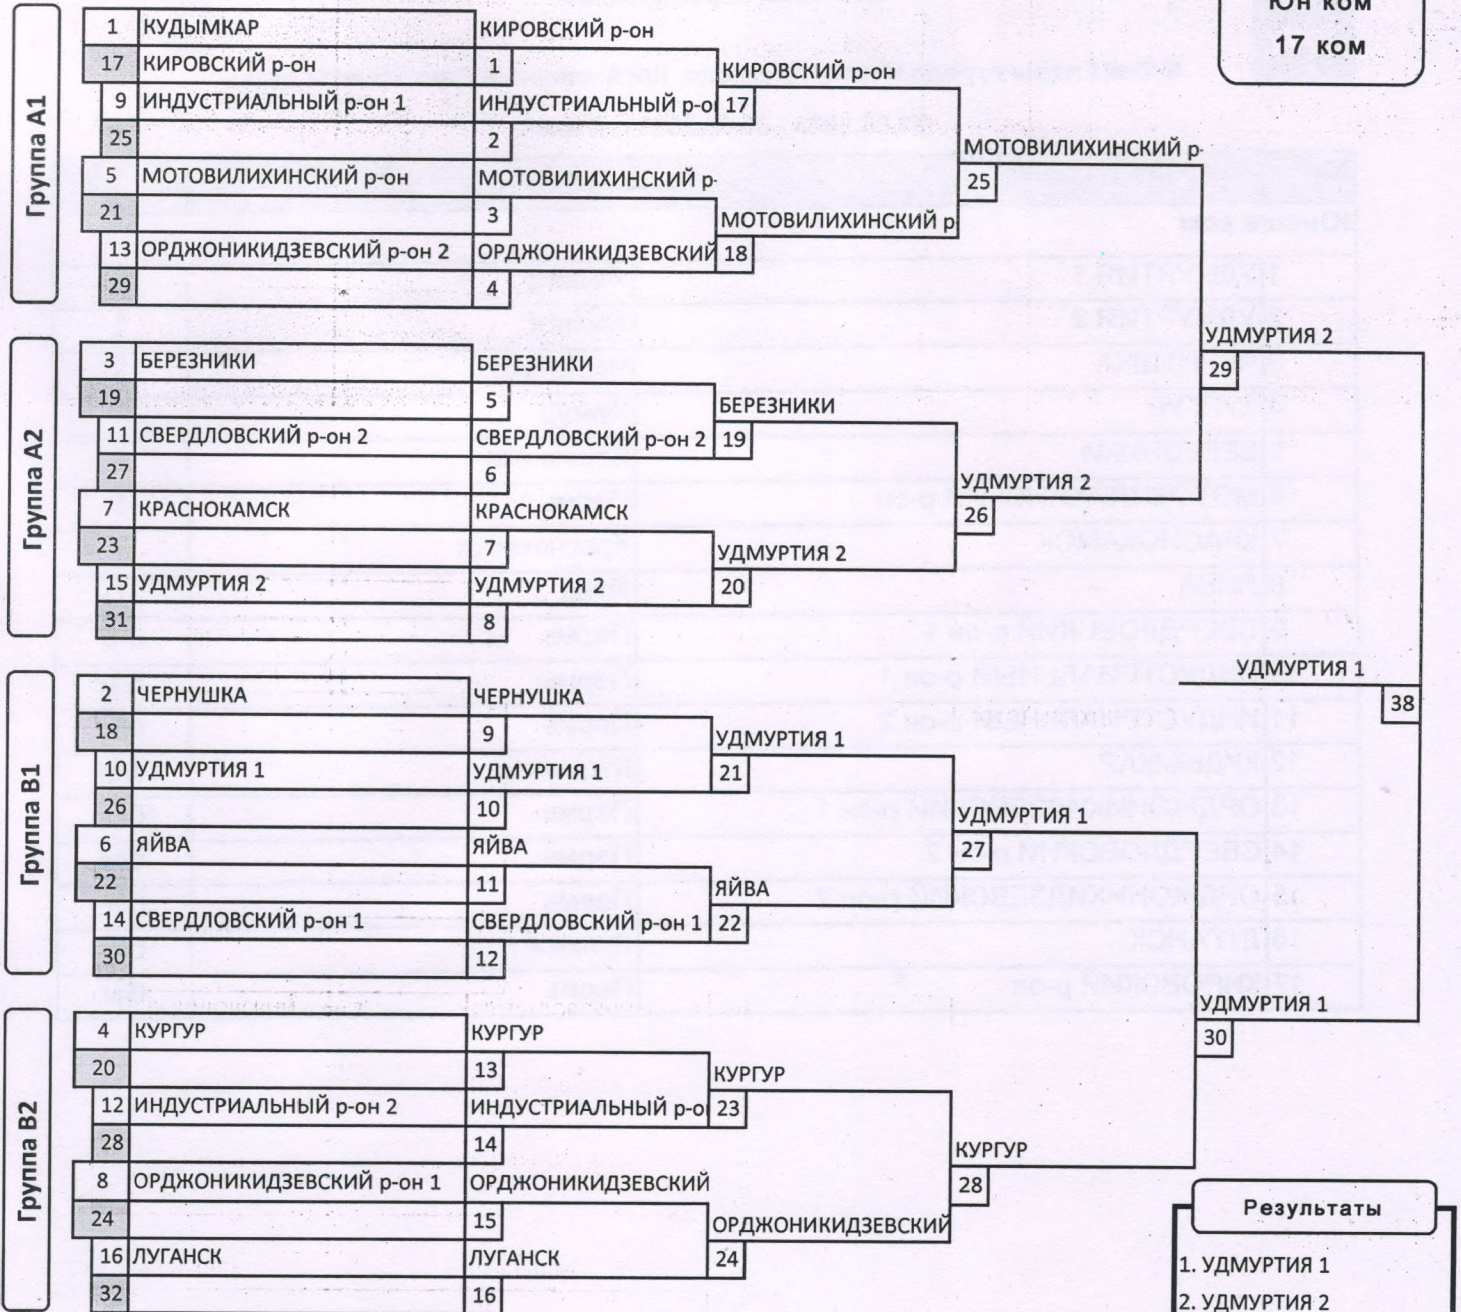 Юн ком
17 ком
Группа A1
1 КУДЫМКАР КИРОВСКИЙ р-он
17 КИРОВСКИЙ р-он 1 КИРОВСКИЙ р-он
9 ИНДУСТРИАЛЬНЫЙ р-он 1 ИНДУСТРИАЛЬНЫЙ р-о 17
25 2 МОТОВИЛИХИНСКИЙ р-
5 МОТОВИЛИХИНСКИЙ р-он МОТОВИЛИХИНСКИЙ р- 25
21 3 МОТОВИЛИХИНСКИЙ р
13 ОРДЖОНИКИДЗЕВСКИЙ р-он 2 ОРДЖОНИКИДЗЕВСКИЙ 18
29 4
УДМУРТИЯ 2
Группа A2
3 БЕРЕЗНИКИ БЕРЕЗНИКИ 29
19 5 БЕРЕЗНИКИ
11 СВЕРДЛОВСКИЙ р-он 2 СВЕРДЛОВСКИЙ р-он 2 19
27 6 УДМУРТИЯ 2
7 КРАСНОКАМСК КРАСНОКАМСК 26
23 7 УДМУРТИЯ 2
15 УДМУРТИЯ 2 УДМУРТИЯ 2 20
31 8
УДМУРТИЯ 1
Группа B1
2 ЧЕРНУШКА ЧЕРНУШКА 38
18 9 УДМУРТИЯ 1
10 УДМУРТИЯ 1 УДМУРТИЯ 1 21
26 10 УДМУРТИЯ 1
6 ЯЙВА ЯЙВА 27
22 11 ЯЙВА
14 СВЕРДЛОВСКИЙ р-он 1 СВЕРДЛОВСКИЙ р-он 1 22
30 12
УДМУРТИЯ 1
Группа B2
4 КУРГУР КУРГУР 30
20 13 КУРГУР
12 ИНДУСТРИАЛЬНЫЙ р-он 2 ИНДУСТРИАЛЬНЫЙ р-о 23
28 14 КУРГУР
8 ОРДЖОНИКИДЗЕВСКИЙ р-он 1 ОРДЖОНИКИДЗЕВСКИЙ 28
24 15 ОРДЖОНИКИДЗЕВСКИЙ
16 ЛУГАНСК ЛУГАНСК 24
32 16
Результаты
1. УДМУРТИЯ 1
2. УДМУРТИЯ 2